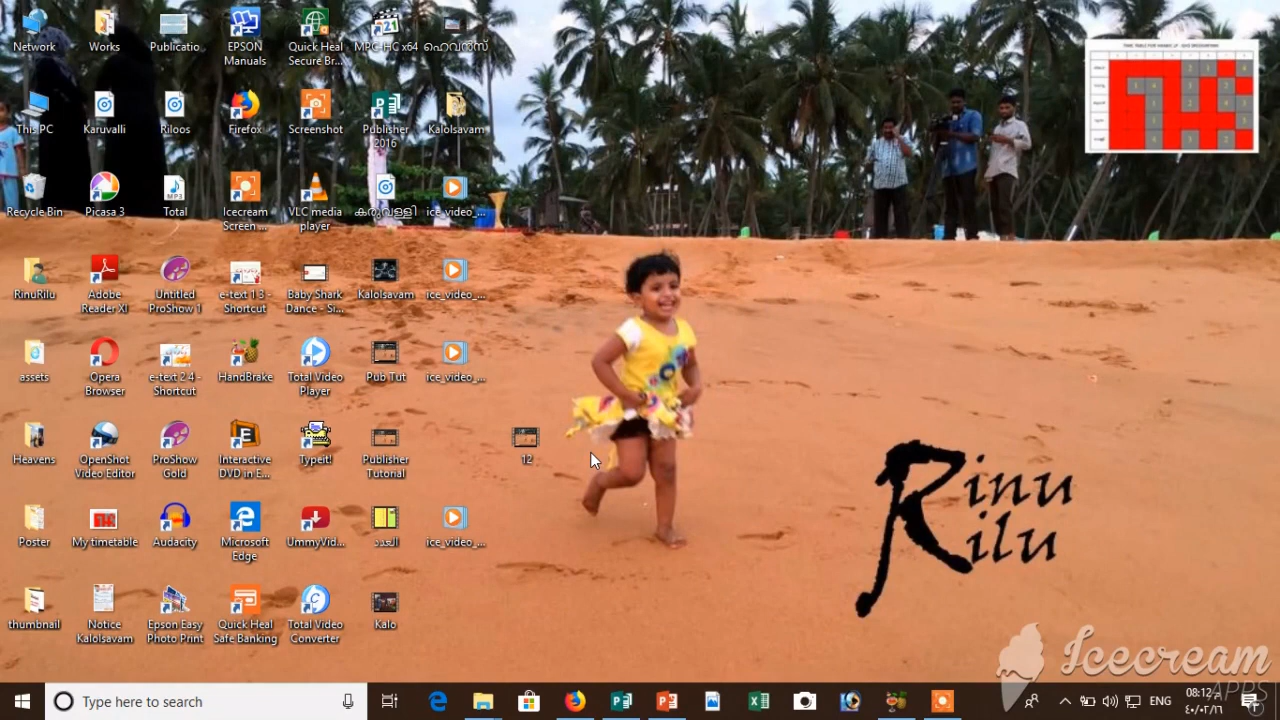 Network
Works
Publicatio
EPSON
Manuals
Quick Heal
Secure Br...
MPC-HC x64
ഹെവൻസ്
This PC
Karuvalli
Riloos
Firefox
Screenshot
Publisher
2016
Kalolsavam
Recycle Bin
Picasa 3
Total
Icecream
Screen ...
VLC media
player
കരുവള്ളി
ice_video_...
RinuRilu
Adobe
Reader XI
Untitled
ProShow 1
e-text 1 3 -
Shortcut
Baby Shark
Dance - Si...
Kalolsavam
ice_video_...
assets
Opera
Browser
e-text 2 4 -
Shortcut
HandBrake
Total Video
Player
Pub Tut
ice_video_...
Heavens
OpenShot
Video Editor
ProShow
Gold
Interactive
DVD in E...
Typeit!
Publisher
Tutorial
12
Poster
My timetable
Audacity
Microsoft
Edge
UmmyVid...
العدد
ice_video_...
thumbnail
Notice
Kalolsavam
Epson Easy
Photo Print
Quick Heal
Safe Banking
Total Video
Converter
Kalo
Rinu
Rilu
Icecream
APPS
Type here to search
ENG